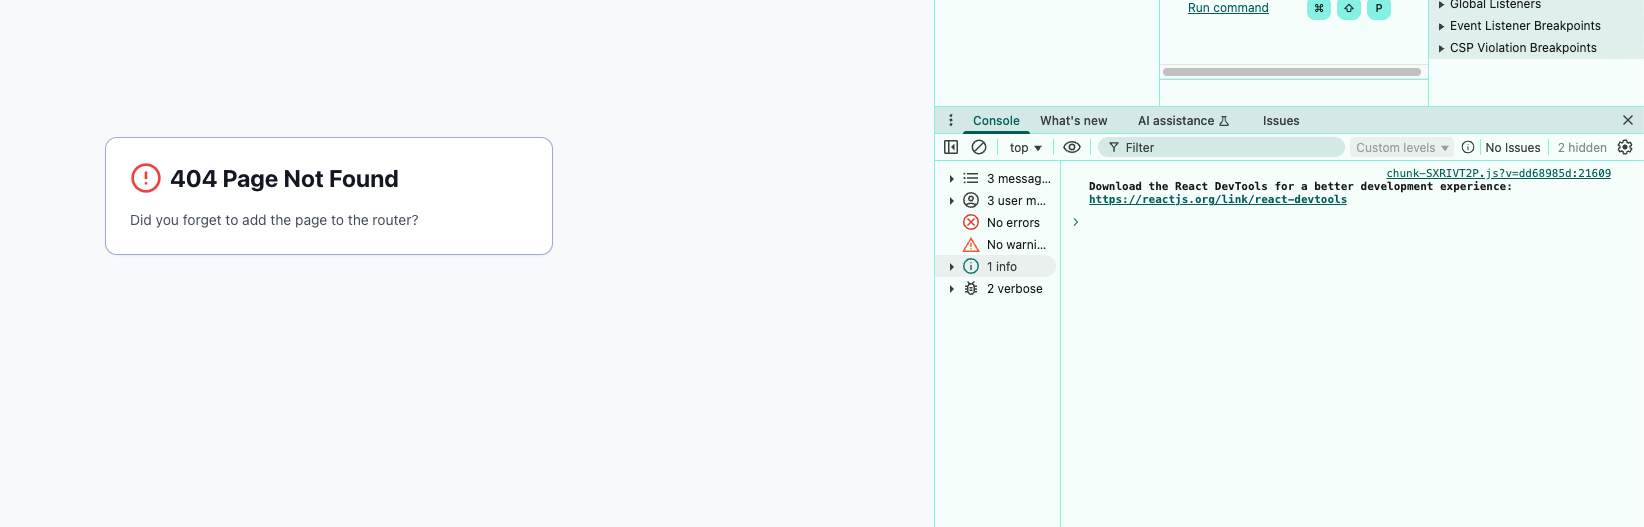 Run command
⌘ ⇧ P
Global Listeners
Event Listener Breakpoints
CSP Violation Breakpoints
404 Page Not Found
Did you forget to add the page to the router?
Console What's new AI assistance Issues
top Filter Custom levels No Issues 2 hidden
3 messag...
3 user m...
No errors
No warni...
1 info
2 verbose
chunk-SXRIVT2P.js?v=dd68985d:21609
Download the React DevTools for a better development experience:
https://reactjs.org/link/react-devtools